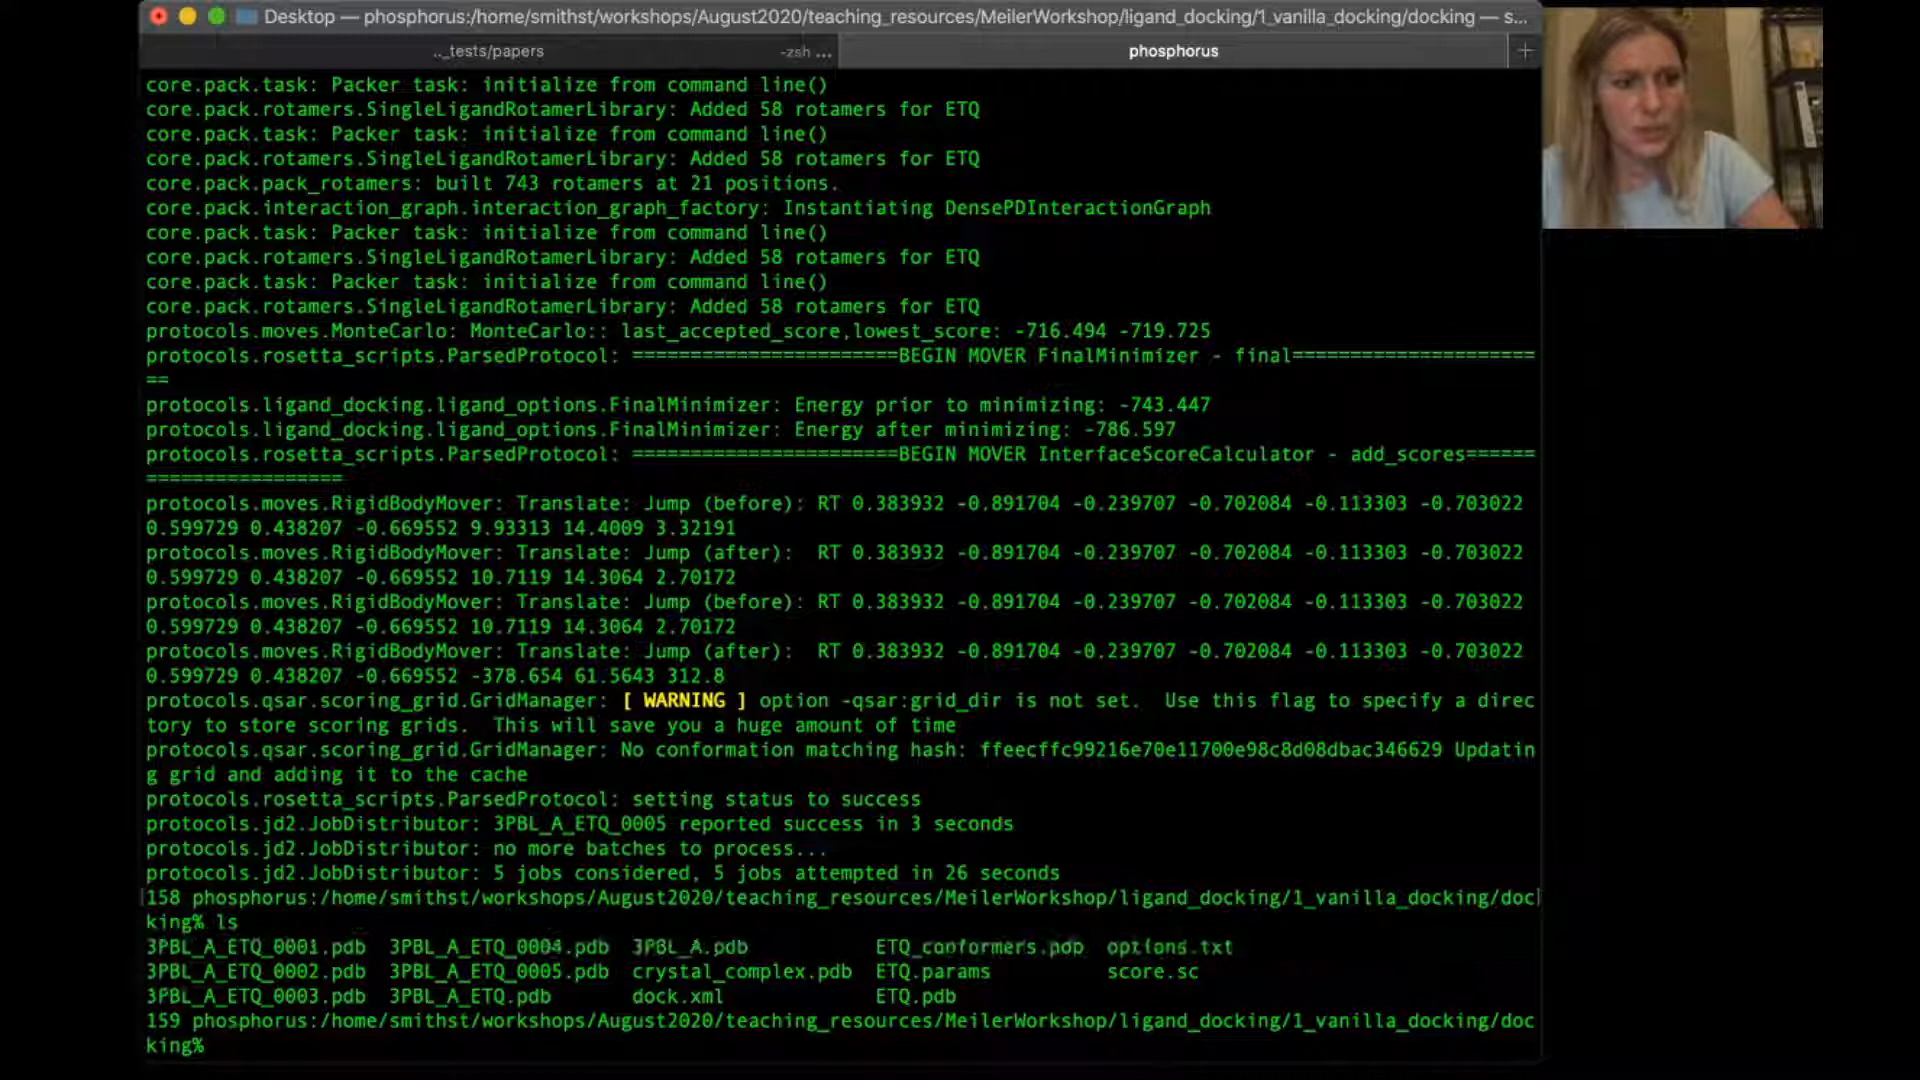 Desktop — phosphorus:/home/smithst/workshops/August2020/teaching_resources/MeilerWorkshop/ligand_docking/1_vanilla_docking/docking — s...
.._tests/papers
-zsh ...
phosphorus
+
core.pack.task: Packer task: initialize from command line()
core.pack.rotamers.SingleLigandRotamerLibrary: Added 58 rotamers for ETQ
core.pack.task: Packer task: initialize from command line()
core.pack.rotamers.SingleLigandRotamerLibrary: Added 58 rotamers for ETQ
core.pack.pack_rotamers: built 743 rotamers at 21 positions.
core.pack.interaction_graph.interaction_graph_factory: Instantiating DensePDInteractionGraph
core.pack.task: Packer task: initialize from command line()
core.pack.rotamers.SingleLigandRotamerLibrary: Added 58 rotamers for ETQ
core.pack.task: Packer task: initialize from command line()
core.pack.rotamers.SingleLigandRotamerLibrary: Added 58 rotamers for ETQ
protocols.moves.MonteCarlo: MonteCarlo:: last_accepted_score,lowest_score: -716.494 -719.725
protocols.rosetta_scripts.ParsedProtocol: =======================BEGIN MOVER FinalMinimizer - final=====================
==
protocols.ligand_docking.ligand_options.FinalMinimizer: Energy prior to minimizing: -743.447
protocols.ligand_docking.ligand_options.FinalMinimizer: Energy after minimizing: -786.597
protocols.rosetta_scripts.ParsedProtocol: =======================BEGIN MOVER InterfaceScoreCalculator - add_scores======
=================
protocols.moves.RigidBodyMover: Translate: Jump (before): RT 0.383932 -0.891704 -0.239707 -0.702084 -0.113303 -0.703022
0.599729 0.438207 -0.669552 9.93313 14.4009 3.32191
protocols.moves.RigidBodyMover: Translate: Jump (after):  RT 0.383932 -0.891704 -0.239707 -0.702084 -0.113303 -0.703022
0.599729 0.438207 -0.669552 10.7119 14.3064 2.70172
protocols.moves.RigidBodyMover: Translate: Jump (before): RT 0.383932 -0.891704 -0.239707 -0.702084 -0.113303 -0.703022
0.599729 0.438207 -0.669552 10.7119 14.3064 2.70172
protocols.moves.RigidBodyMover: Translate: Jump (after):  RT 0.383932 -0.891704 -0.239707 -0.702084 -0.113303 -0.703022
0.599729 0.438207 -0.669552 -378.654 61.5643 312.8
protocols.qsar.scoring_grid.GridManager: [ WARNING ] option -qsar:grid_dir is not set.  Use this flag to specify a direc
tory to store scoring grids.  This will save you a huge amount of time
protocols.qsar.scoring_grid.GridManager: No conformation matching hash: ffeecffc99216e70e11700e98c8d08dbac346629 Updatin
g grid and adding it to the cache
protocols.rosetta_scripts.ParsedProtocol: setting status to success
protocols.jd2.JobDistributor: 3PBL_A_ETQ_0005 reported success in 3 seconds
protocols.jd2.JobDistributor: no more batches to process...
protocols.jd2.JobDistributor: 5 jobs considered, 5 jobs attempted in 26 seconds
158 phosphorus:/home/smithst/workshops/August2020/teaching_resources/MeilerWorkshop/ligand_docking/1_vanilla_docking/doc
king% ls
3PBL_A_ETQ_0001.pdb  3PBL_A_ETQ_0004.pdb  3PBL_A.pdb  ETQ_conformers.pdb  options.txt
3PBL_A_ETQ_0002.pdb  3PBL_A_ETQ_0005.pdb  crystal_complex.pdb  ETQ.params  score.sc
3PBL_A_ETQ_0003.pdb  3PBL_A_ETQ.pdb  dock.xml  ETQ.pdb
159 phosphorus:/home/smithst/workshops/August2020/teaching_resources/MeilerWorkshop/ligand_docking/1_vanilla_docking/doc
king%